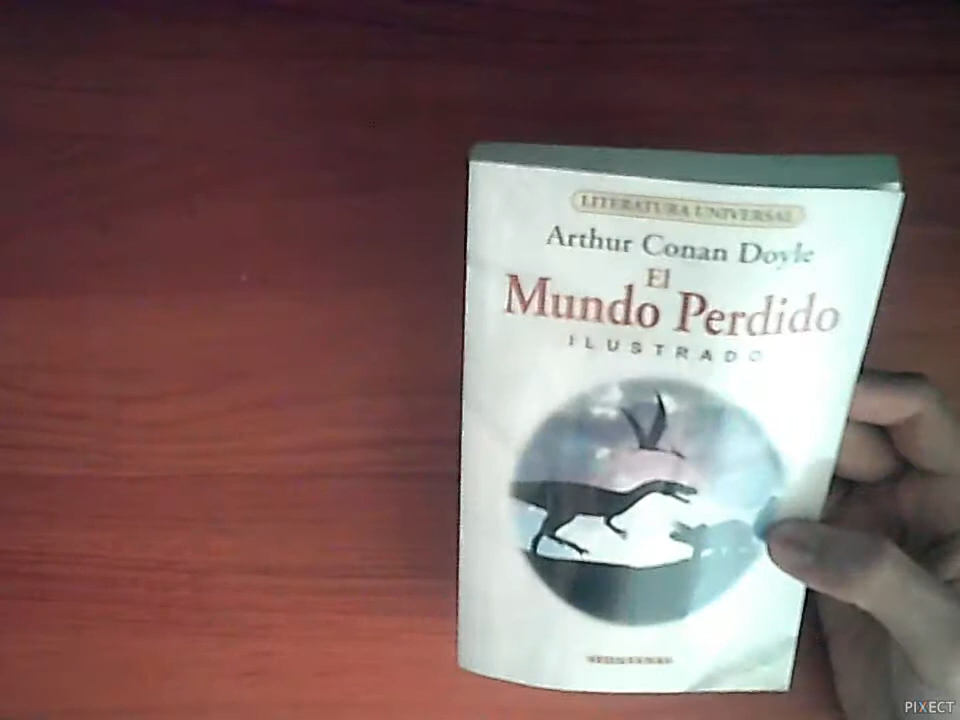 LITERATURA UNIVERSAL
Arthur Conan Doyle
El
Mundo Perdido
ILUSTRADO
PIXECT